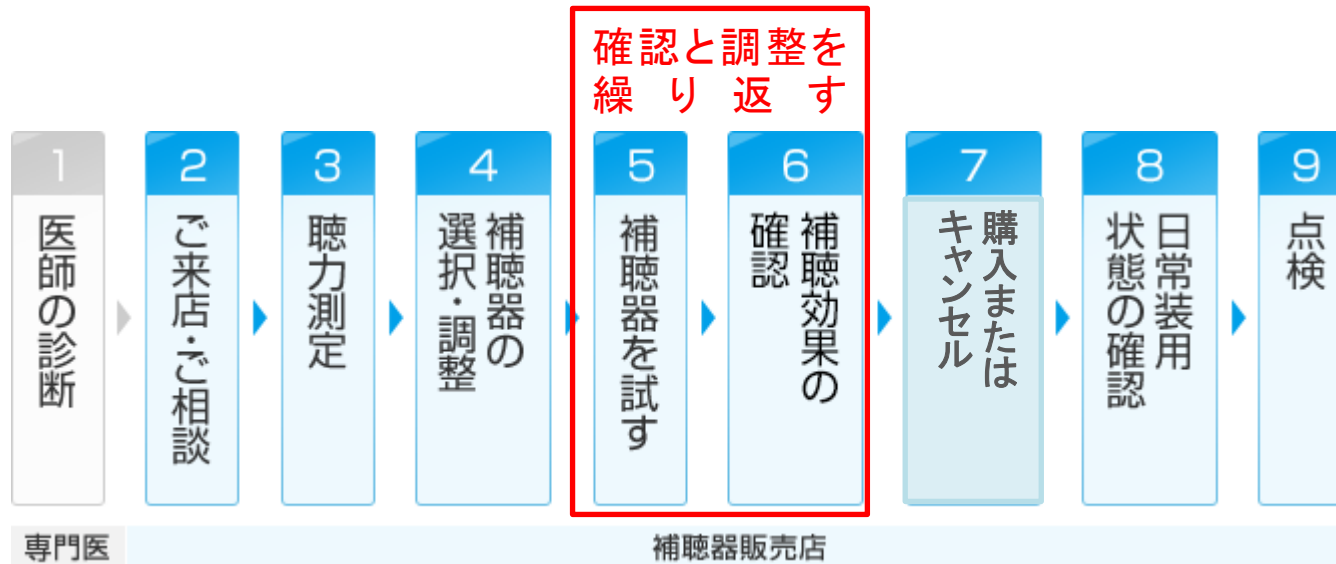 確認と調整を
繰り返す
1
医師の診断
2
ご来店・ご相談
3
聴力測定
4
補聴器の
選択・調整
5
補聴器を試す
6
補聴効果の
確認
7
購入または
キャンセル
8
日常装用
状態の確認
9
点検
専門医
補聴器販売店